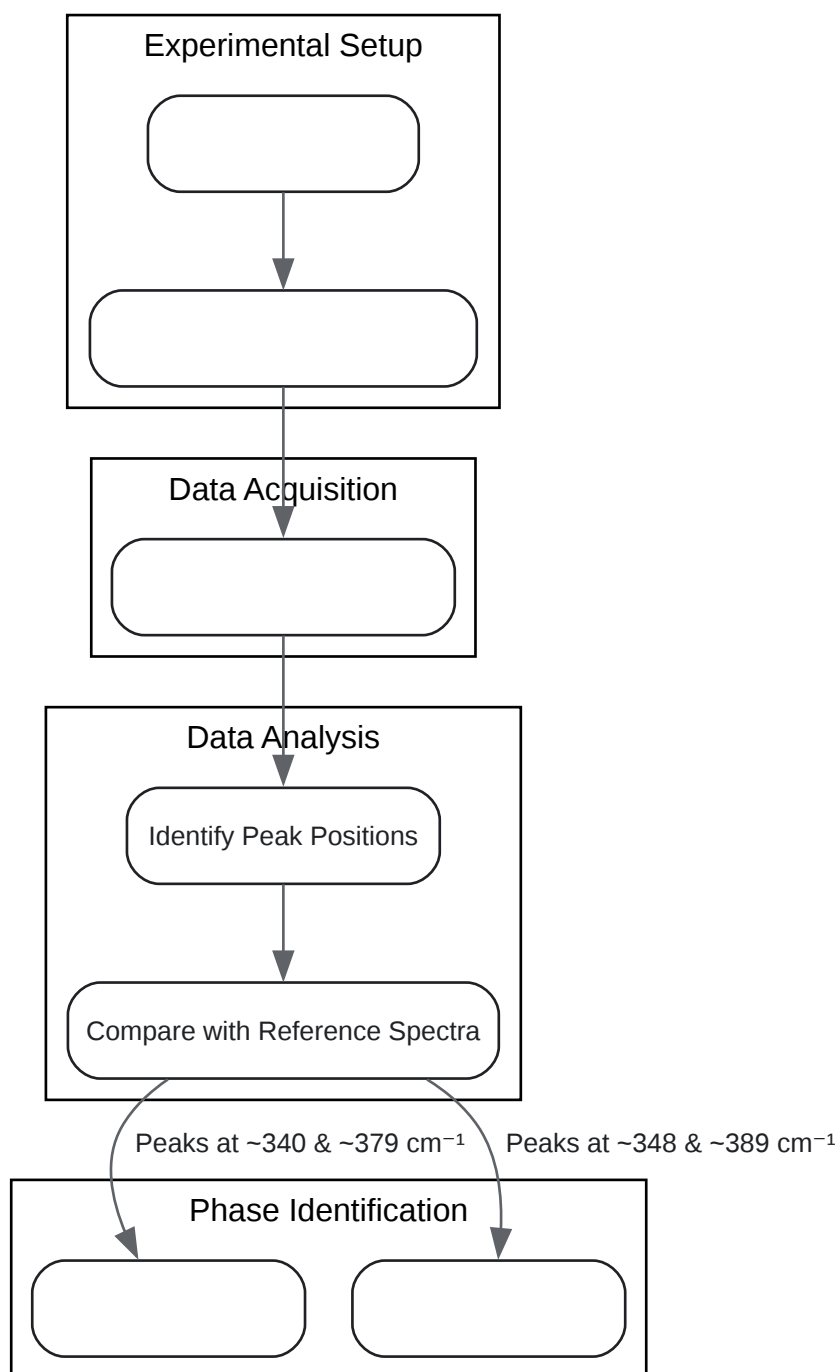 Experimental Setup
Data Acquisition
Data Analysis
Identify Peak Positions
Compare with Reference Spectra
Peaks at ~340 & ~379 cm⁻¹
Peaks at ~348 & ~389 cm⁻¹
Phase Identification